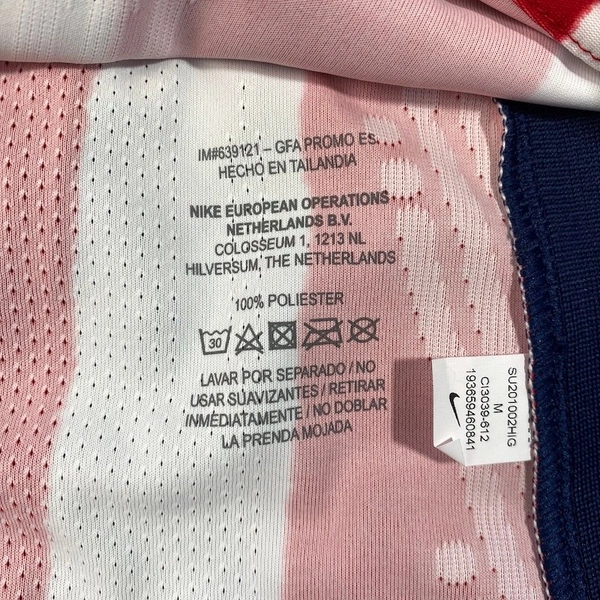 IM#639121 – GFA PROMO ES.
HECHO EN TAILANDIA
NIKE EUROPEAN OPERATIONS
NETHERLANDS B.V.
COLOSSEUM 1, 1213 NL
HILVERSUM, THE NETHERLANDS
100% POLIESTER
30
LAVAR POR SEPARADO / NO
USAR SUAVIZANTES / RETIRAR
INMEDIATAMENTE / NO DOBLAR
LA PRENDA MOJADA
SU201002HIG
M
CI3039-612
193659460841